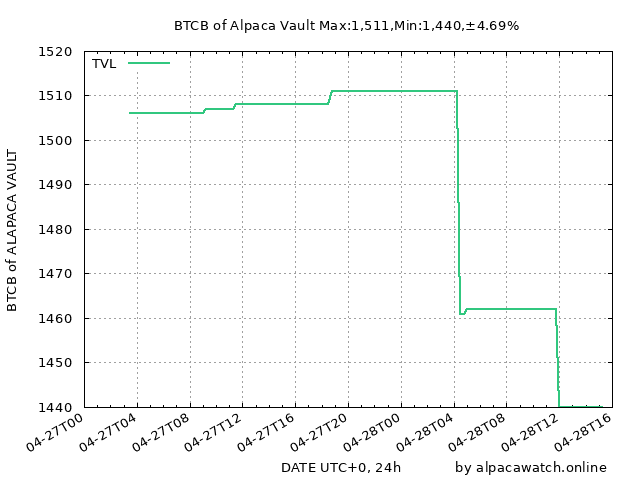 BTCB of Alpaca Vault Max:1,511,Min:1,440,±4.69%
TVL
BTCB of ALAPACA VAULT
1520
1510
1500
1490
1480
1470
1460
1450
1440
04-27T00
04-27T04
04-27T08
04-27T12
04-27T16
04-27T20
04-28T00
04-28T04
04-28T08
04-28T12
04-28T16
DATE UTC+0, 24h
by alpacawatch.online